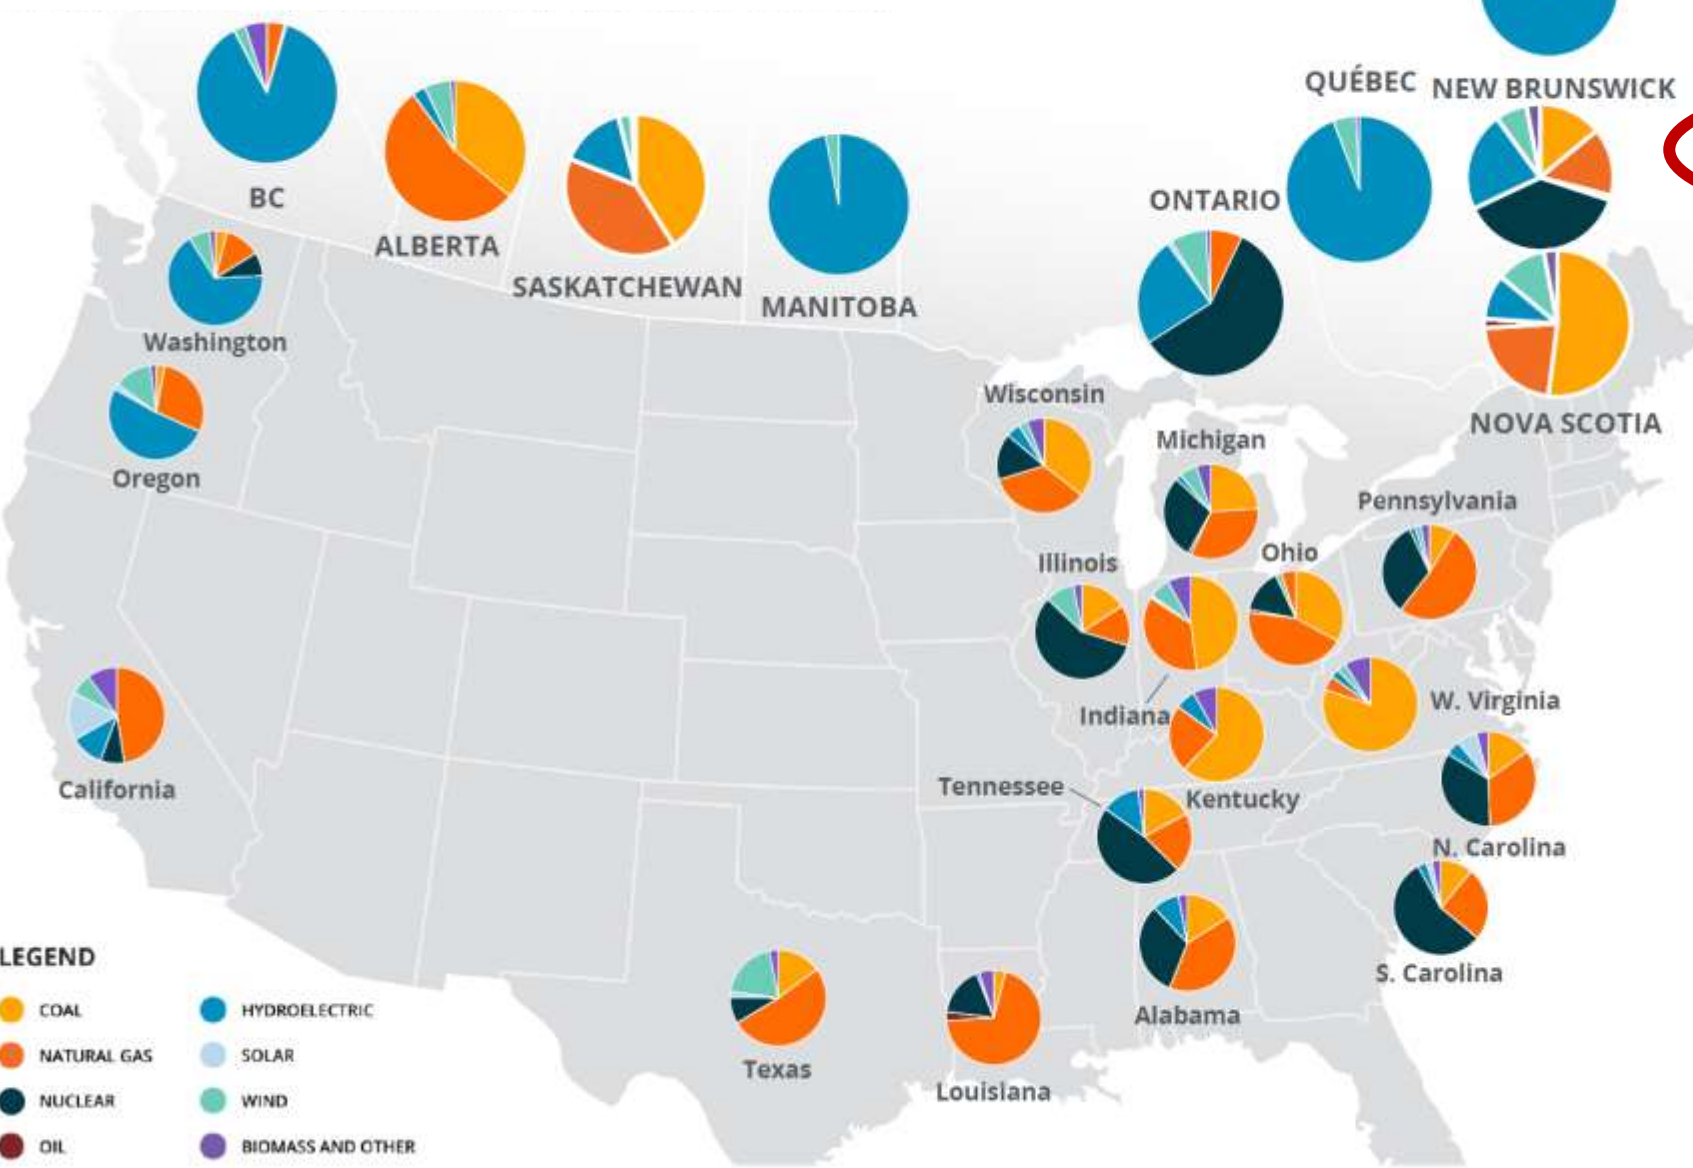 QUÉBEC
NEW BRUNSWICK
BC
ONTARIO
ALBERTA
SASKATCHEWAN
MANITOBA
Washington
Wisconsin
NOVA SCOTIA
Michigan
Oregon
Pennsylvania
Illinois
Ohio
Indiana
W. Virginia
California
Tennessee
Kentucky
N. Carolina
S. Carolina
Alabama
Texas
Louisiana
LEGEND
COAL
HYDROELECTRIC
NATURAL GAS
SOLAR
NUCLEAR
WIND
OIL
BIOMASS AND OTHER